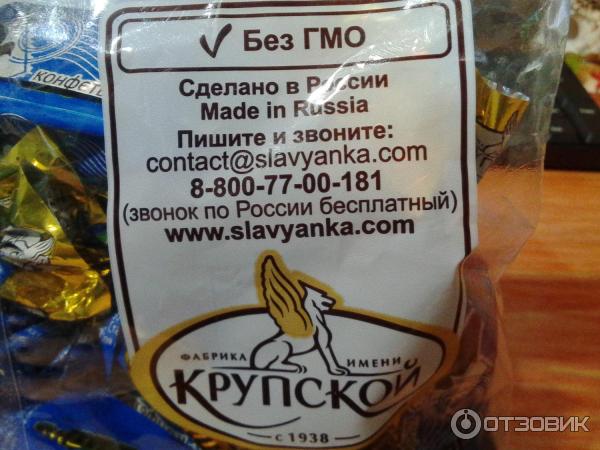 КОНФЕТЫ
✓ Без ГМО
Сделано в России
Made in Russia
Пишите и звоните:
contact@slavyanka.com
8-800-77-00-181
(звонок по России бесплатный)
www.slavyanka.com
ФАБРИКА ИМЕНИ
КРУПСКОЙ
с 1938
ОТЗОВИК